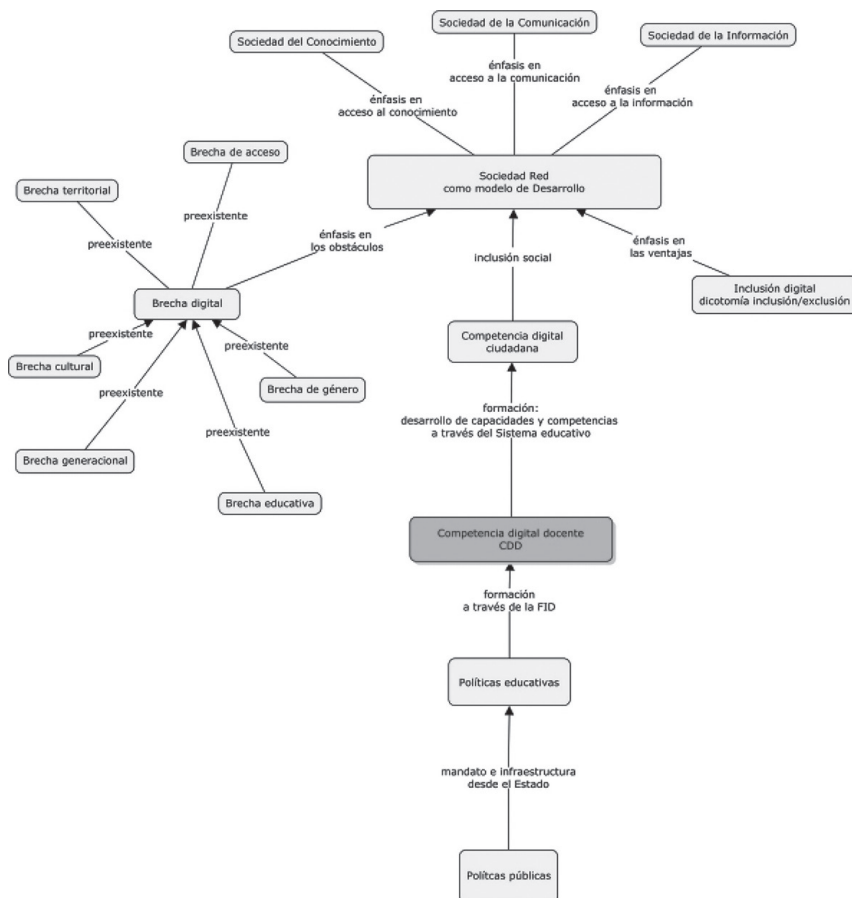 Sociedad de la Comunicación
Sociedad del Conocimiento
Sociedad de la Información
énfasis en
acceso a la comunicación
énfasis en
acceso al conocimiento
énfasis en
acceso a la información
Brecha de acceso
Sociedad Red
como modelo de Desarrollo
Brecha territorial
preexistente
preexistente
énfasis en
los obstáculos
inclusión social
énfasis en
las ventajas
Brecha digital
Inclusión digital
dicotomía inclusión/exclusión
preexistente
preexistente
Competencia digital
ciudadana
Brecha cultural
Brecha de género
preexistente
formación:
desarrollo de capacidades y competencias
a través del Sistema educativo
preexistente
Brecha generacional
Brecha educativa
Competencia digital docente
CDD
formación
a través de la FID
Políticas educativas
mandato e infraestructura
desde el Estado
Polítcas públicas